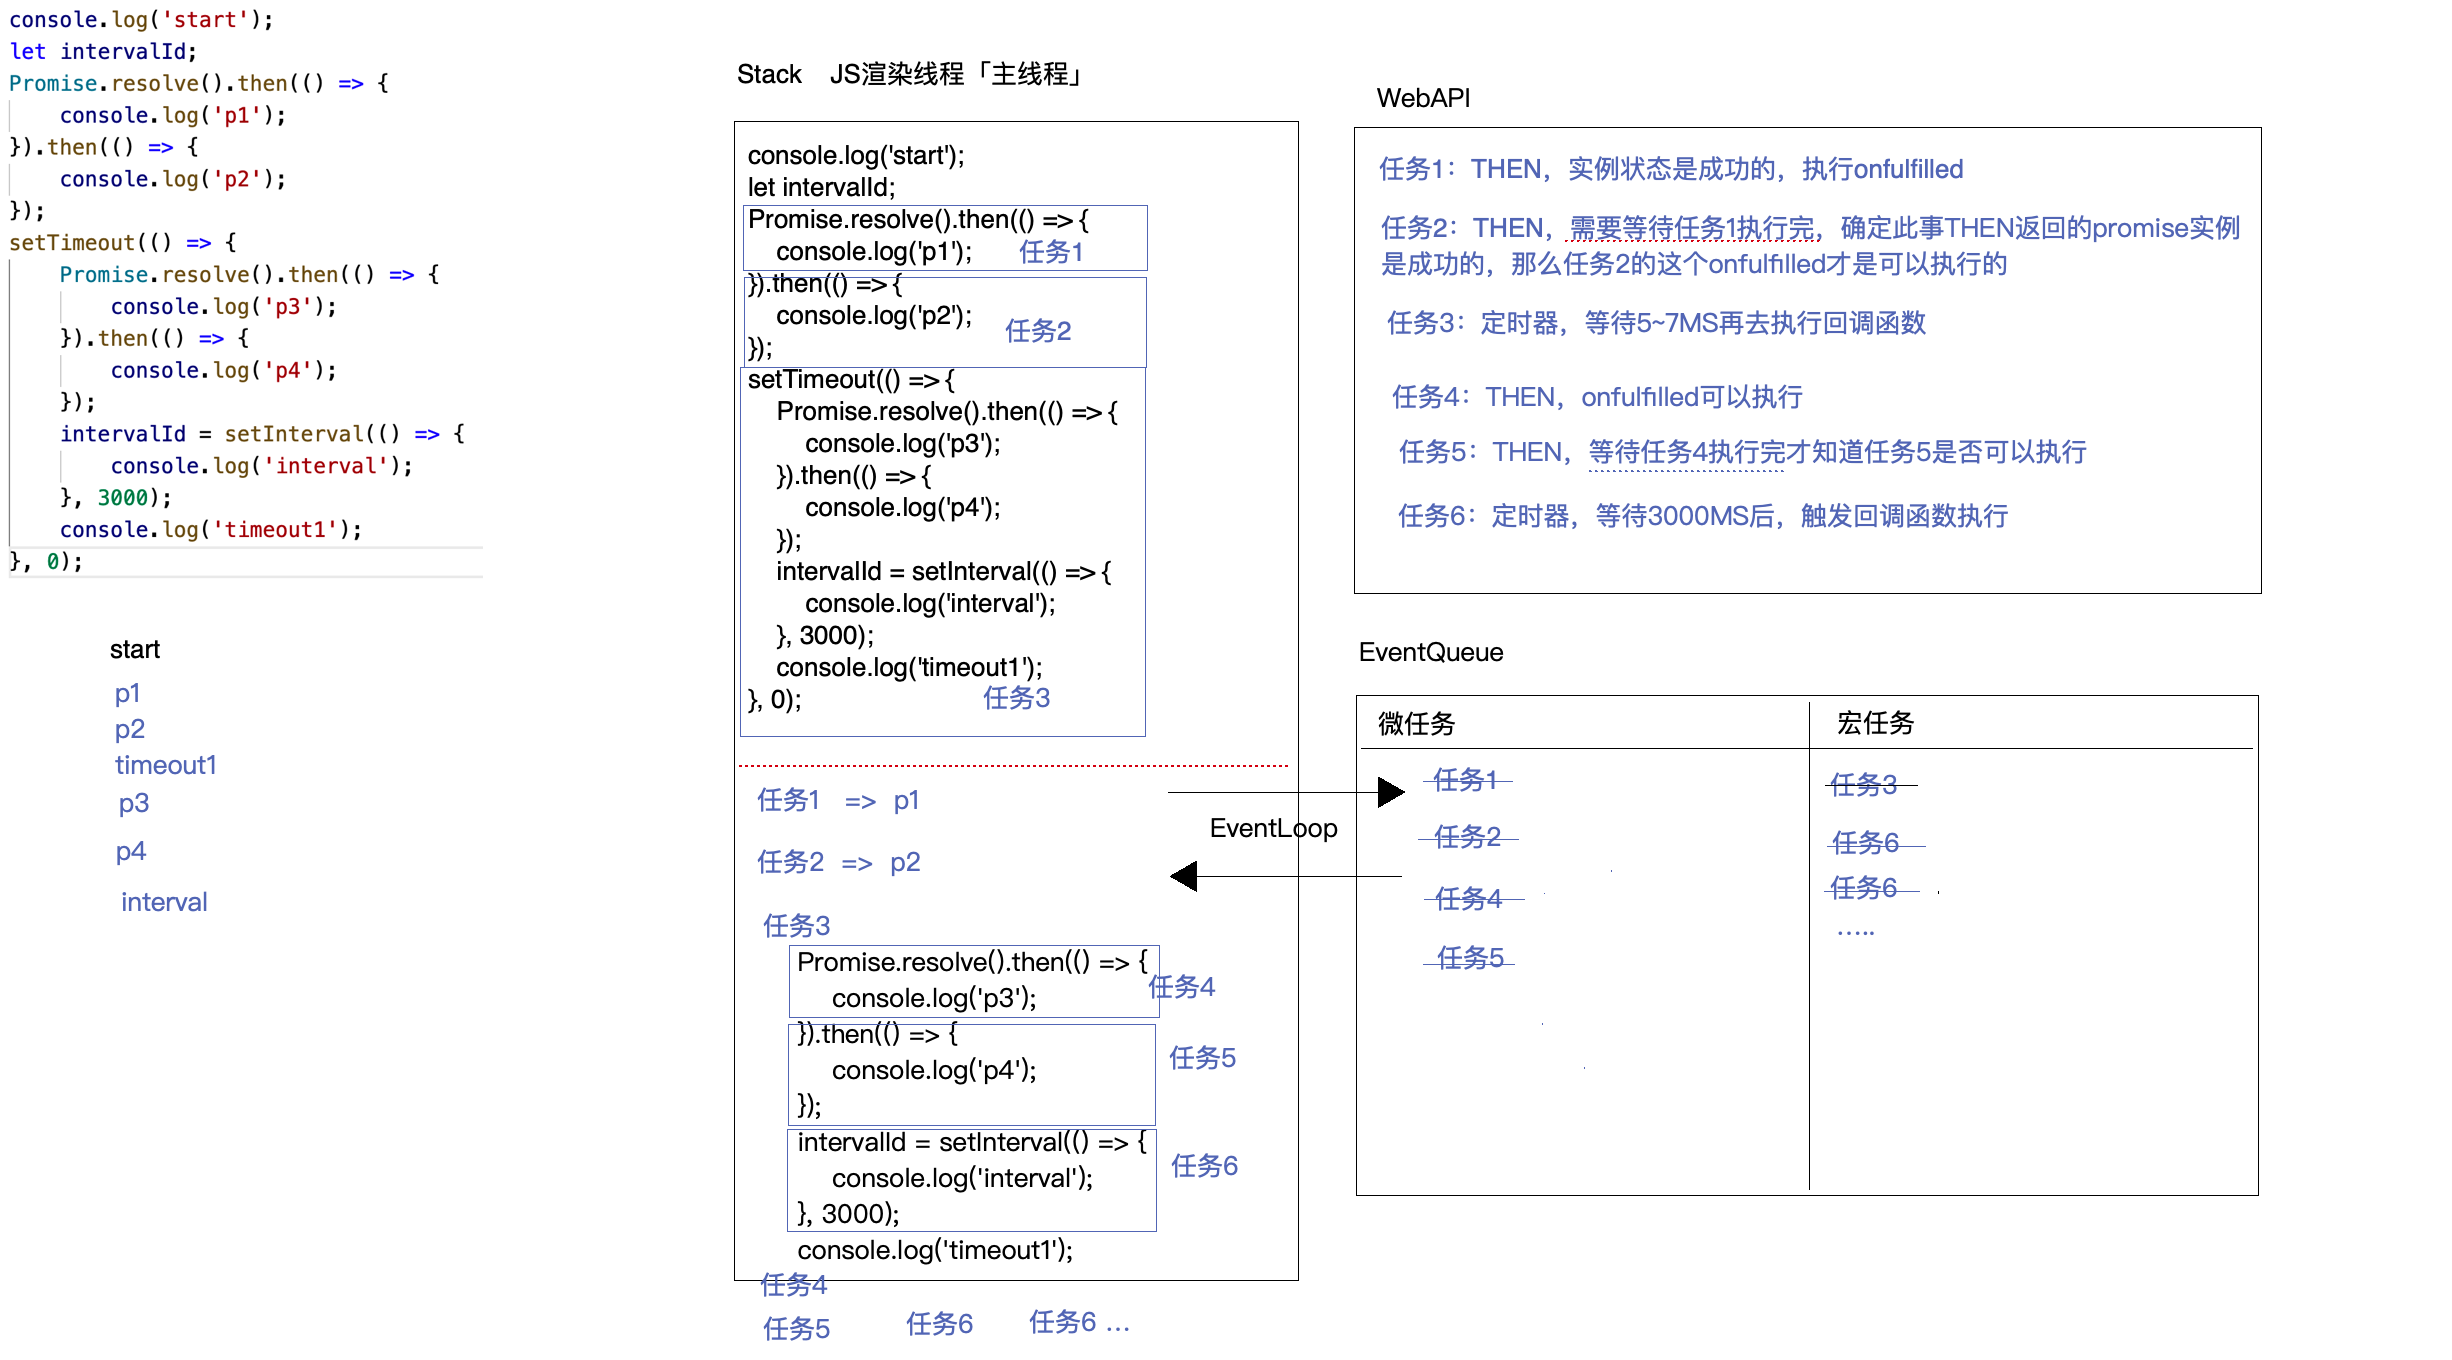 console.log('start');
let intervalId;
Promise.resolve().then(() => {
    console.log('p1');
}).then(() => {
    console.log('p2');
});
setTimeout(() => {
    Promise.resolve().then(() => {
        console.log('p3');
    }).then(() => {
        console.log('p4');
    });
    intervalId = setInterval(() => {
        console.log('interval');
    }, 3000);
    console.log('timeout1');
}, 0);
start
p1
p2
timeout1
p3
p4
interval
Stack JS渲染线程「主线程」
console.log('start');
let intervalId;
Promise.resolve().then(() => {
    console.log('p1'); 任务1
}).then(() => {
    console.log('p2'); 任务2
});
setTimeout(() => {
    Promise.resolve().then(() => {
        console.log('p3');
    }).then(() => {
        console.log('p4');
    });
    intervalId = setInterval(() => {
        console.log('interval');
    }, 3000);
    console.log('timeout1');
}, 0); 任务3
任务1 => p1
任务2 => p2
任务3
Promise.resolve().then(() => {
    console.log('p3'); 任务4
}).then(() => {
    console.log('p4'); 任务5
});
intervalId = setInterval(() => {
    console.log('interval'); 任务6
}, 3000);
console.log('timeout1');
任务4
任务5 任务6 任务6 ...
EventLoop
WebAPI
任务1：THEN，实例状态是成功的，执行onfulfilled
任务2：THEN，需要等待任务1执行完，确定此事THEN返回的promise实例
是成功的，那么任务2的这个onfulfilled才是可以执行的
任务3：定时器，等待5~7MS再去执行回调函数
任务4：THEN，onfulfilled可以执行
任务5：THEN，等待任务4执行完才知道任务5是否可以执行
任务6：定时器，等待3000MS后，触发回调函数执行
EventQueue
微任务 宏任务
任务1 任务3
任务2 任务6
任务4 任务6
任务5 .....